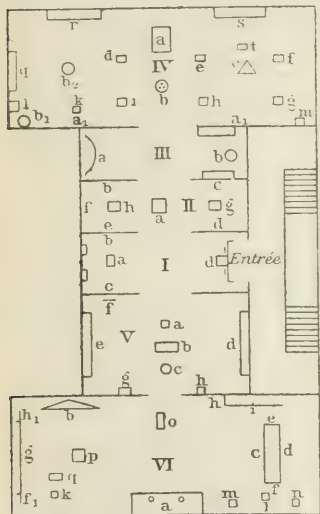 r s
a t
d IV e c f
q b2
l k i b h g
b1 a1 a1 m
a III b
b c
f h a II g
e d
b
a I d Entrée
c
f
a
e V b d
c
g h
h1 b o h i
e
g p VI c d
q
f1 k a m f n
l